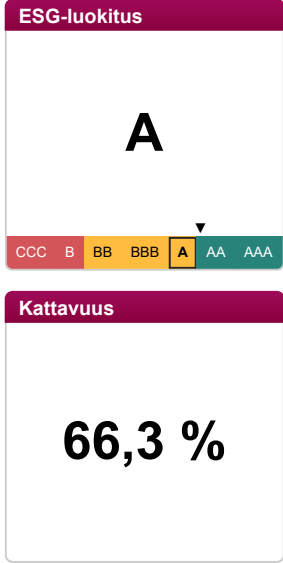 ESG-luokitus
A
CCC B BB BBB A AA AAA
Kattavuus
66,3 %